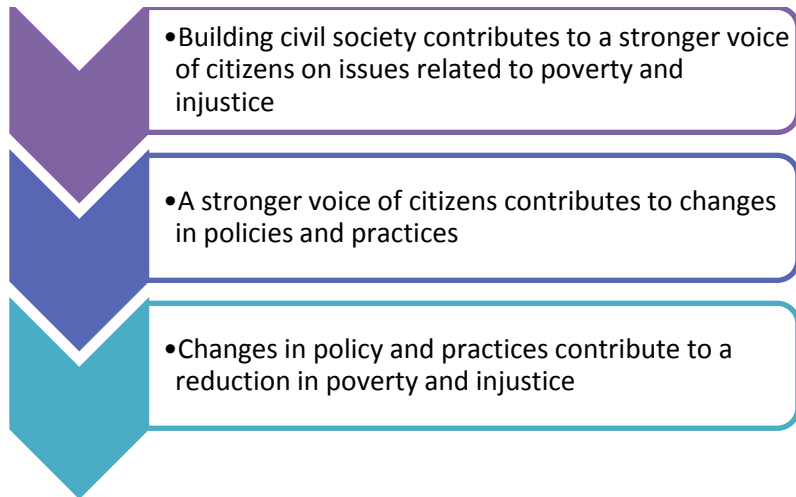 •Building civil society contributes to a stronger voice
of citizens on issues related to poverty and
injustice
•A stronger voice of citizens contributes to changes
in policies and practices
•Changes in policy and practices contribute to a
reduction in poverty and injustice